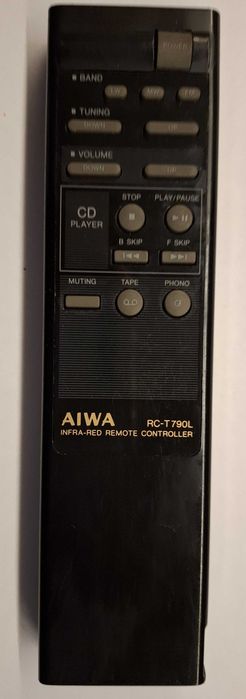 POWER
BAND
LW MW FM
TUNING
DOWN UP
VOLUME
DOWN UP
CD
PLAYER
STOP PLAY/PAUSE
B SKIP F SKIP
MUTING TAPE PHONO
AIWA RC-T790L
INFRA-RED REMOTE CONTROLLER